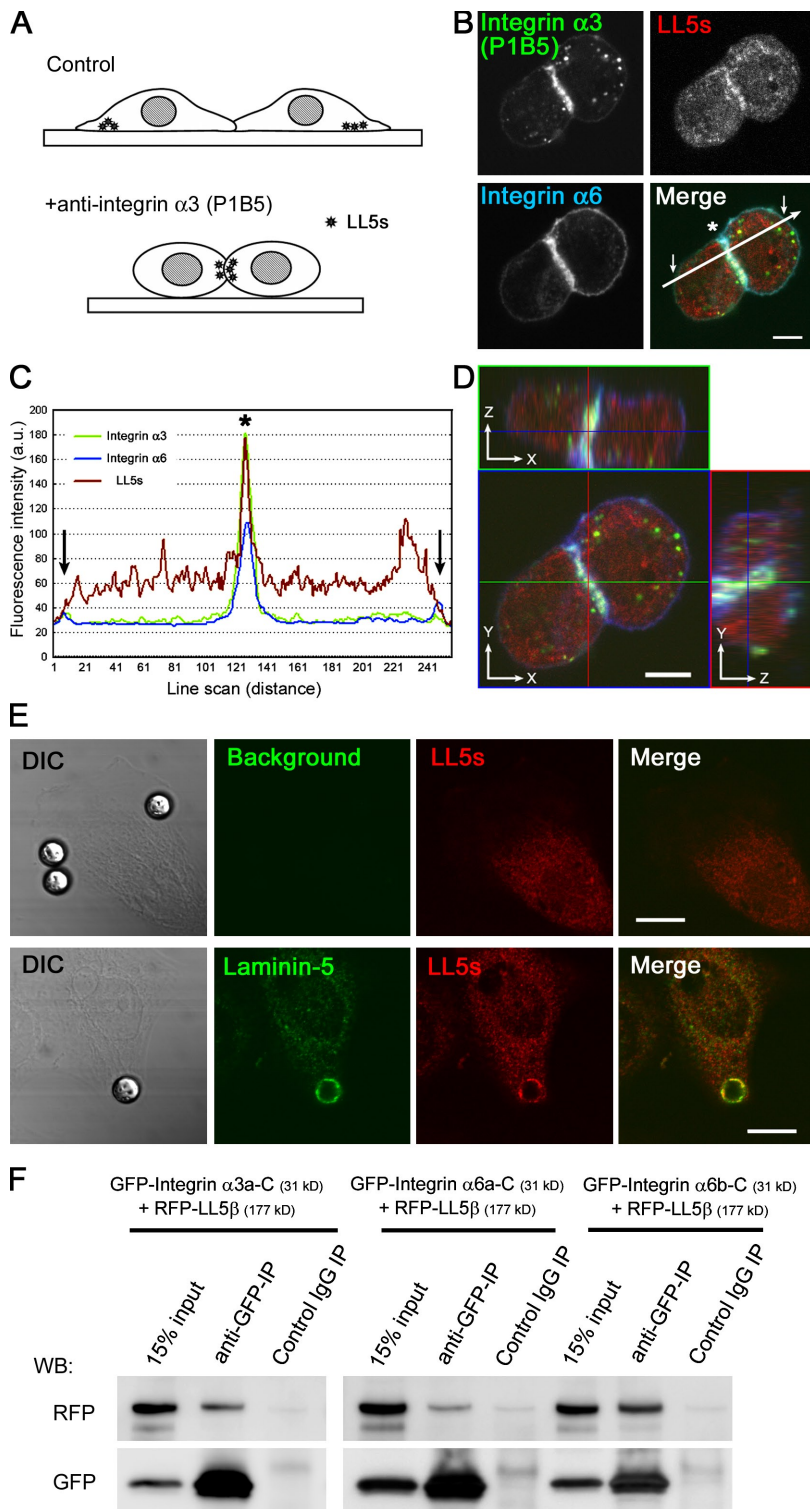 A
Control
+anti-integrin α3 (P1B5)
LL5s
B
Integrin α3
(P1B5)
LL5s
Integrin α6
Merge
*
C
Fluorescence intensity (a.u.)
200
180
160
140
120
100
80
60
40
20
0
Integrin α3
Integrin α6
LL5s
*
1 21 41 61 81 101 121 141 161 181 201 221 241
Line scan (distance)
D
Z
X
Y
X
Y
Z
E
DIC
Background
LL5s
Merge
DIC
Laminin-5
LL5s
Merge
F
GFP-Integrin α3a-C (31 kD)
+ RFP-LL5β (177 kD)
GFP-Integrin α6a-C (31 kD)
+ RFP-LL5β (177 kD)
GFP-Integrin α6b-C (31 kD)
+ RFP-LL5β (177 kD)
15% input
anti-GFP-IP
Control IgG IP
15% input
anti-GFP-IP
Control IgG IP
15% input
anti-GFP-IP
Control IgG IP
WB:
RFP
GFP